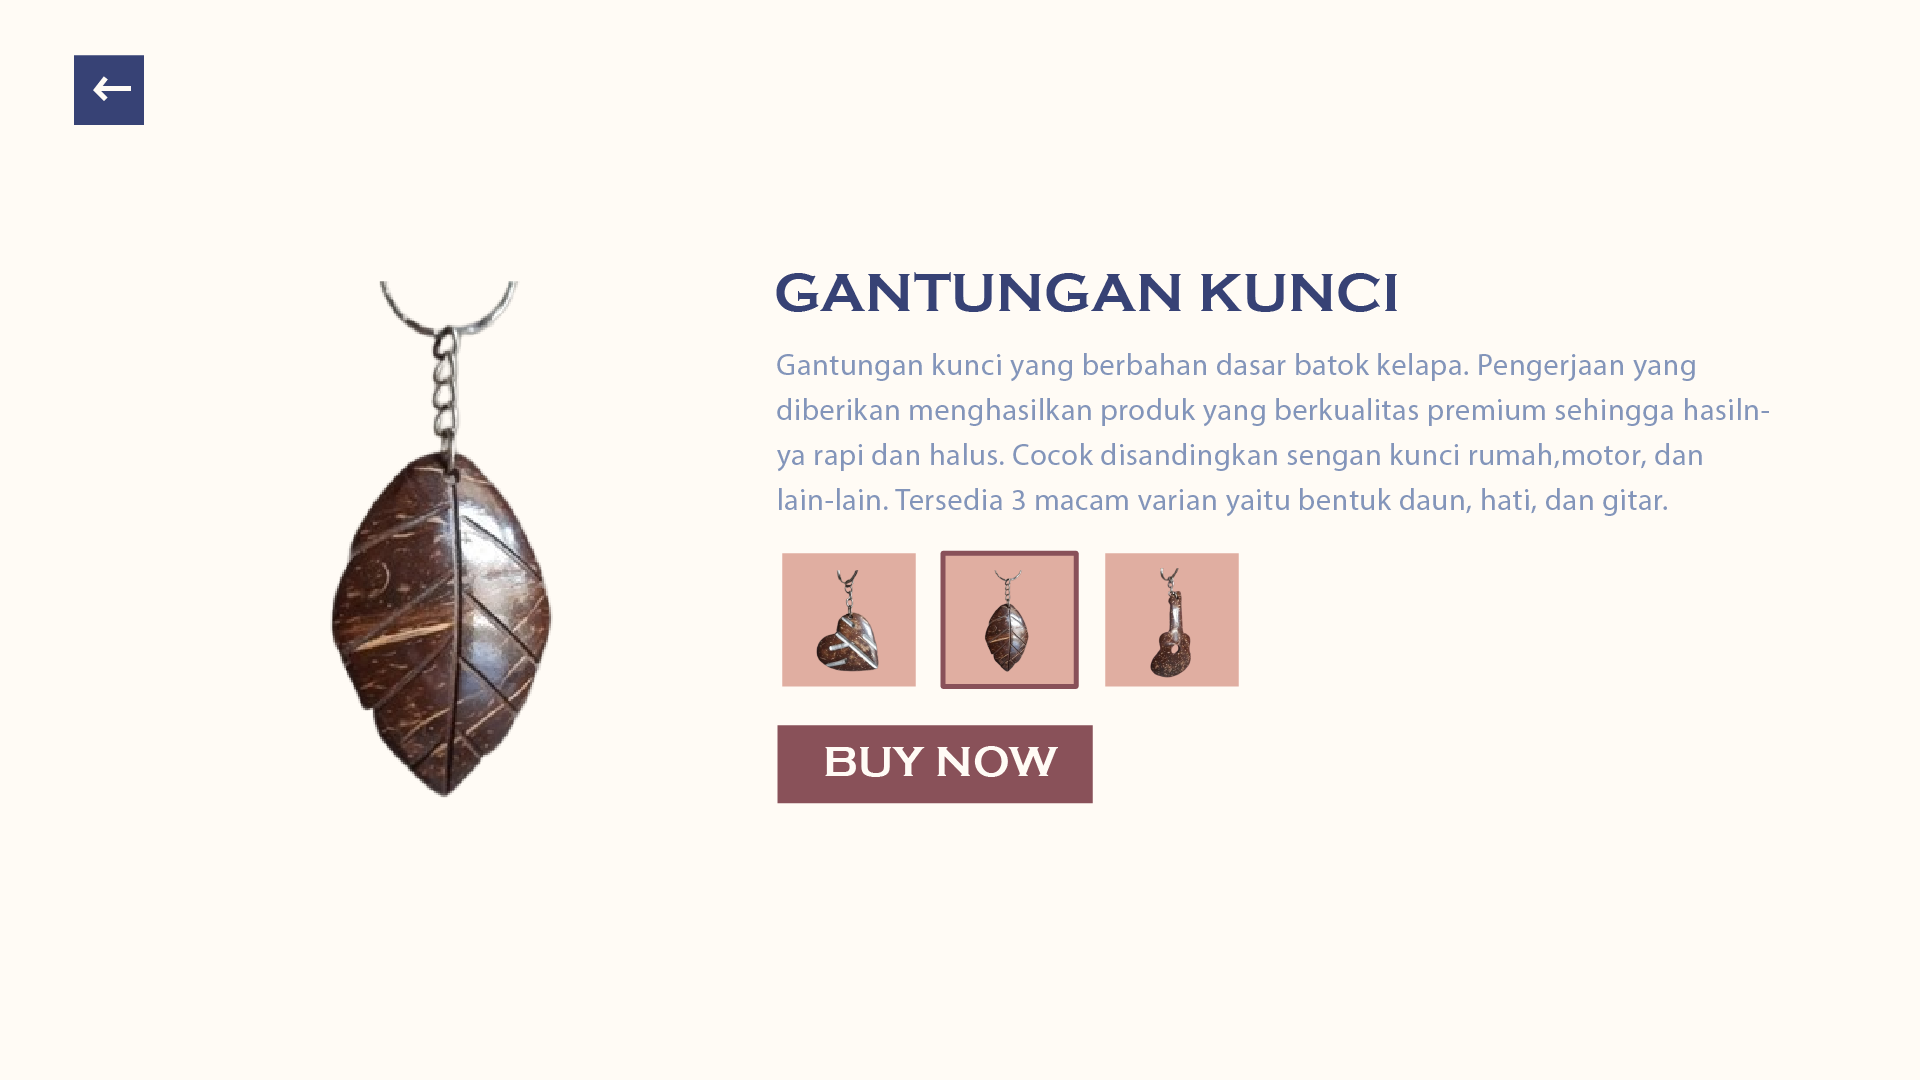 GANTUNGAN KUNCI
Gantungan kunci yang berbahan dasar batok kelapa. Pengerjaan yang
diberikan menghasilkan produk yang berkualitas premium sehingga hasiln-
ya rapi dan halus. Cocok disandingkan sengan kunci rumah,motor, dan
lain-lain. Tersedia 3 macam varian yaitu bentuk daun, hati, dan gitar.
BUY NOW